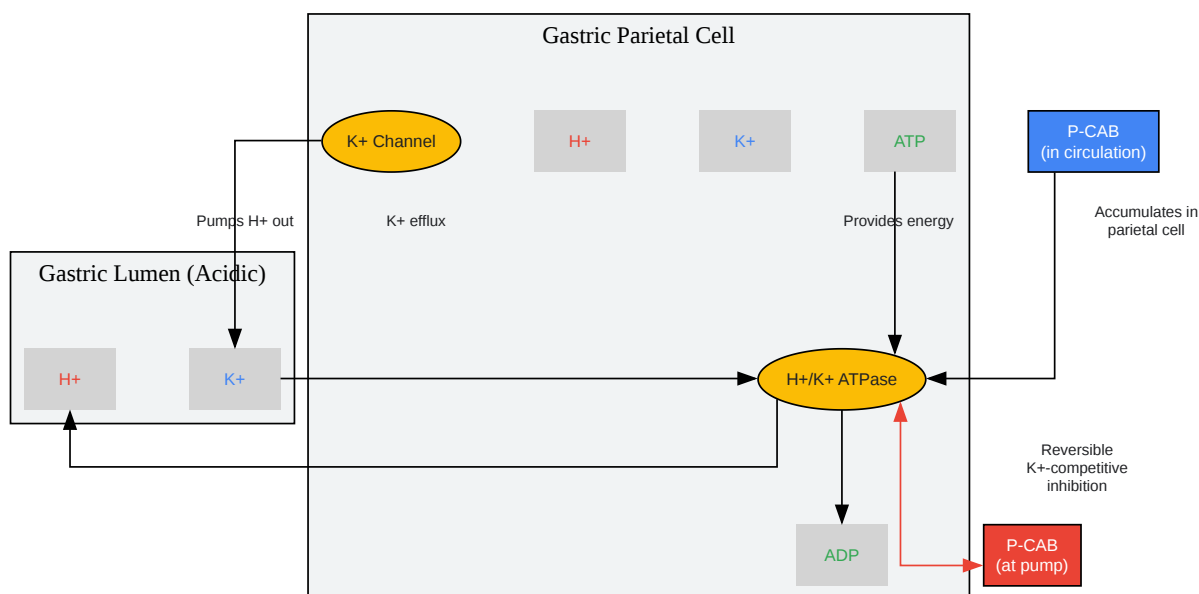 Gastric Parietal Cell
K+ Channel
H+
K+
ATP
P-CAB
(in circulation)
Pumps H+ out
K+ efflux
Provides energy
Accumulates in
parietal cell
Gastric Lumen (Acidic)
H+
K+
H+/K+ ATPase
Reversible
K+-competitive
inhibition
ADP
P-CAB
(at pump)